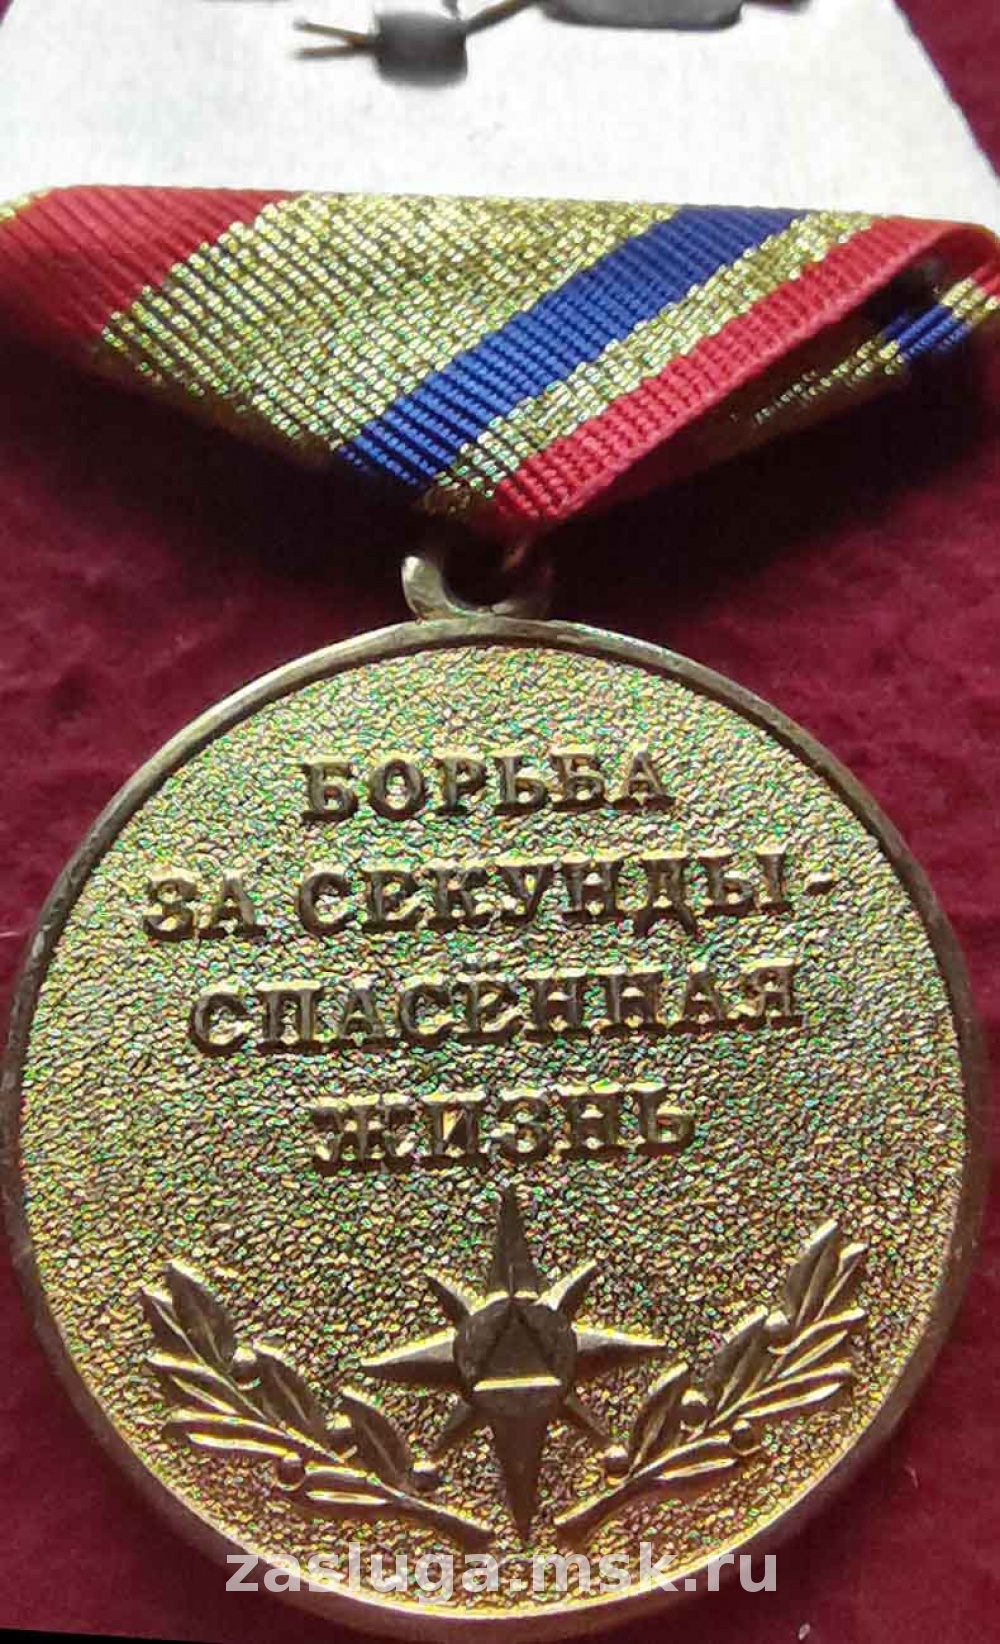 БОРЬБА
ЗА СЕКУНДЫ-
СПАСЁННАЯ
ЖИЗНЬ
zasluga.msk.ru